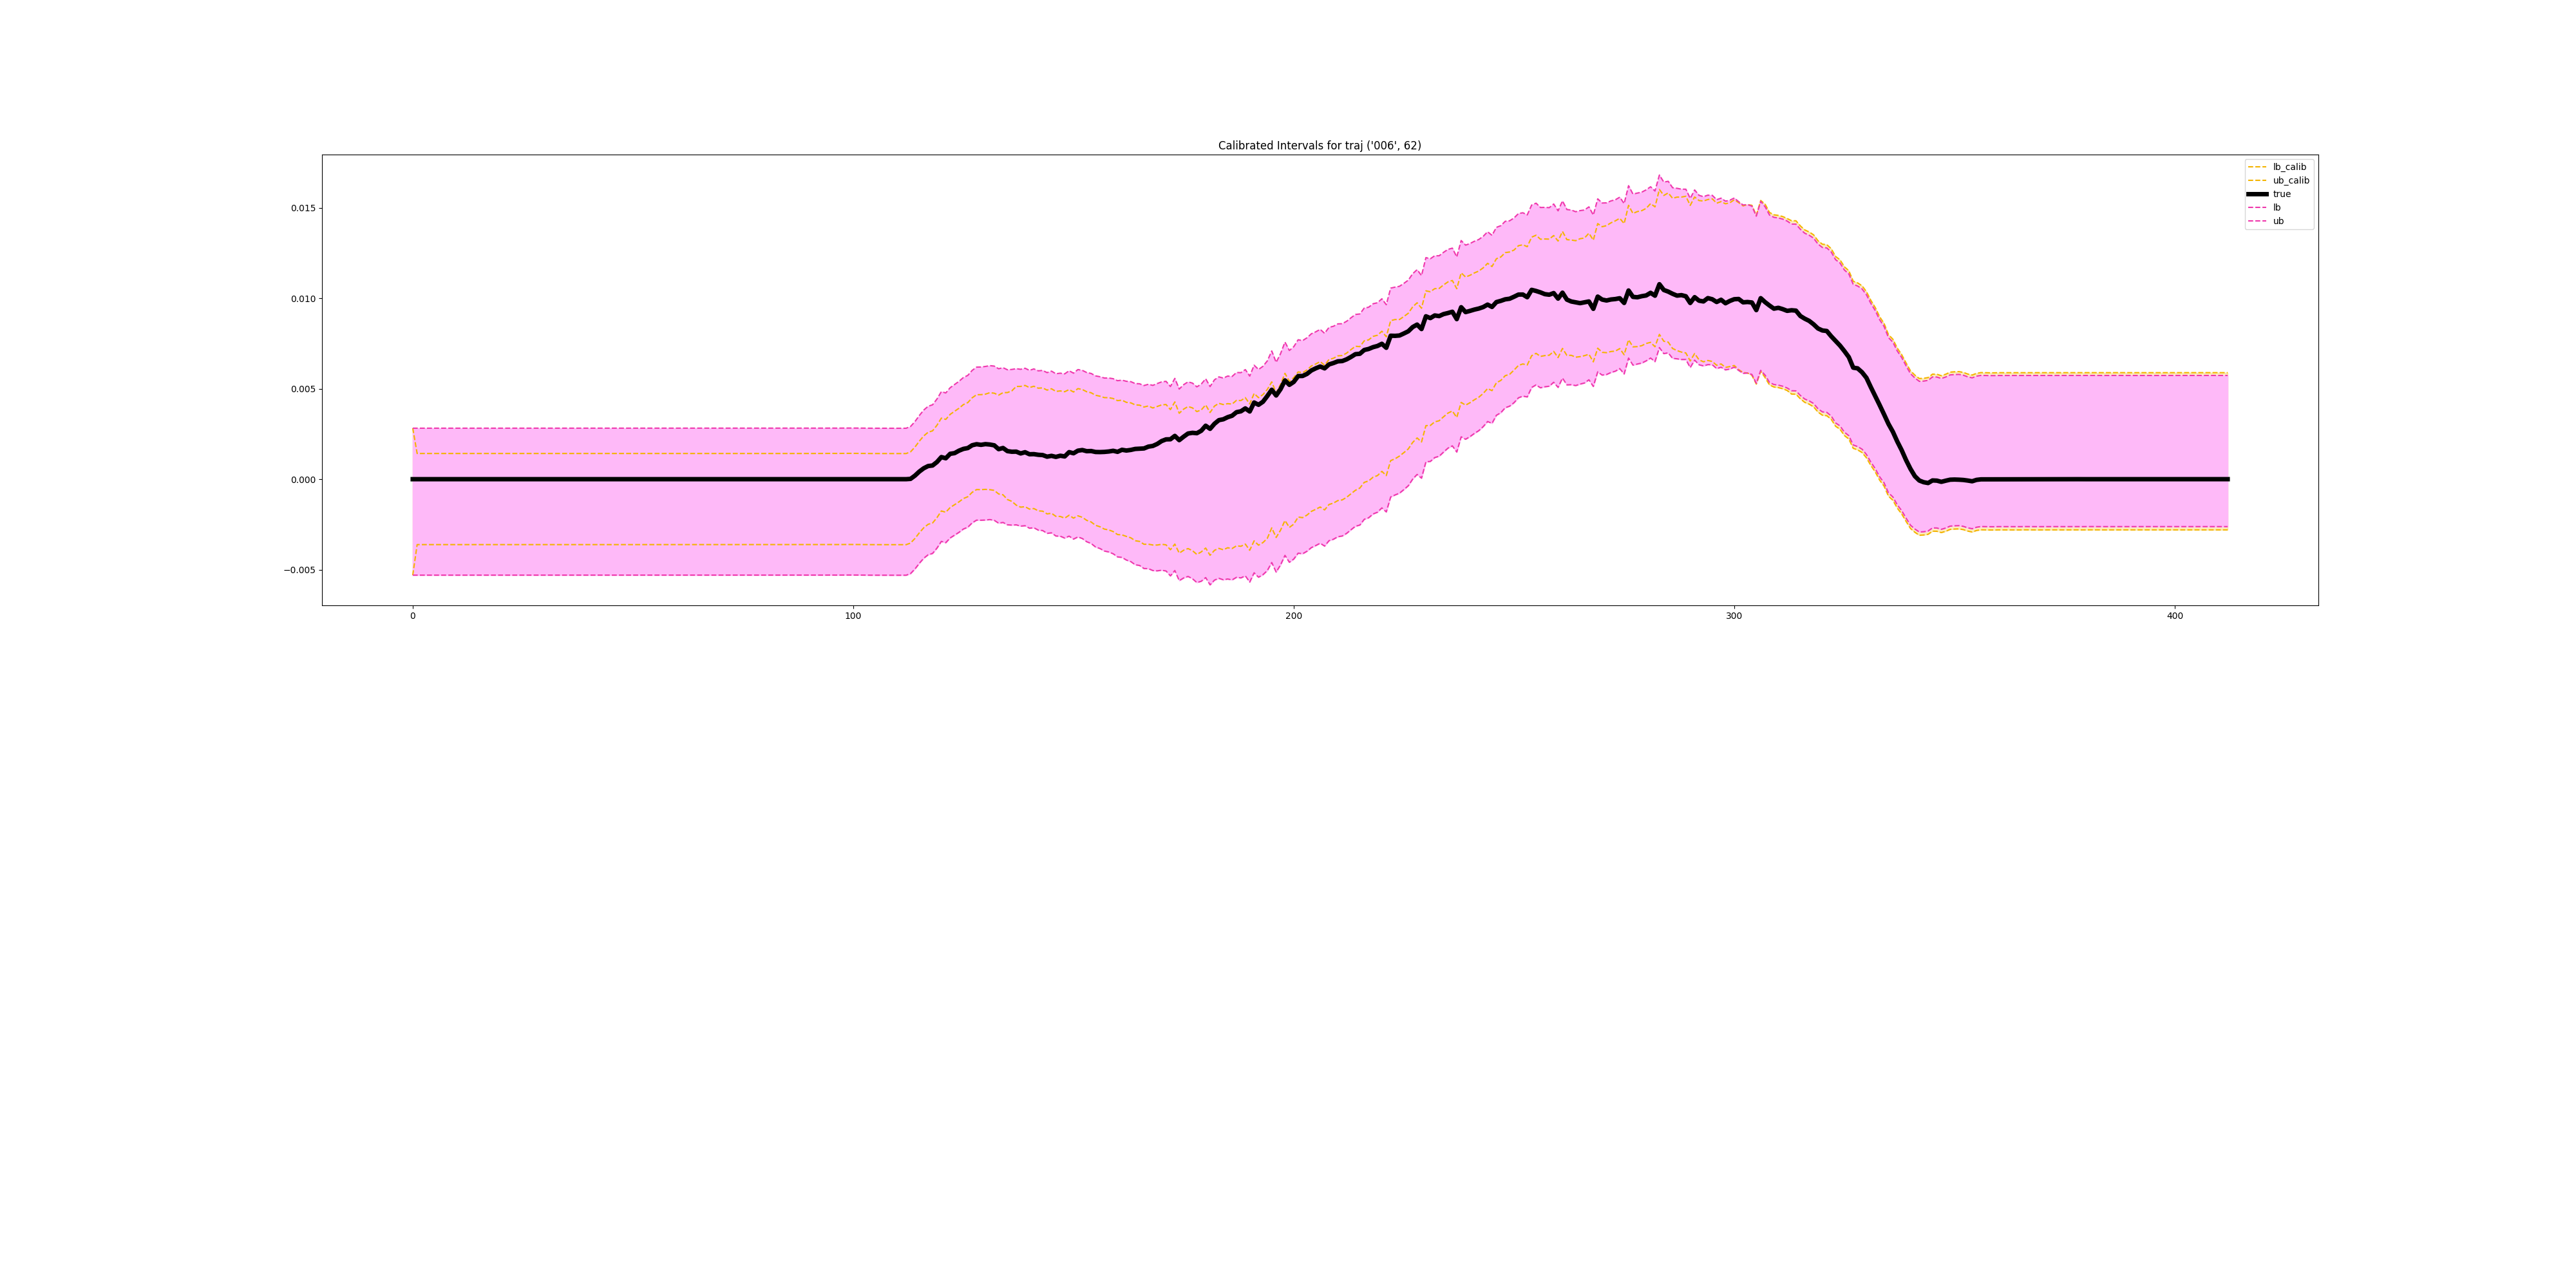 Calibrated Intervals for traj ('006', 62)
lb_calib
ub_calib
true
lb
ub
0.015
0.010
0.005
0.000
−0.005
0 100 200 300 400